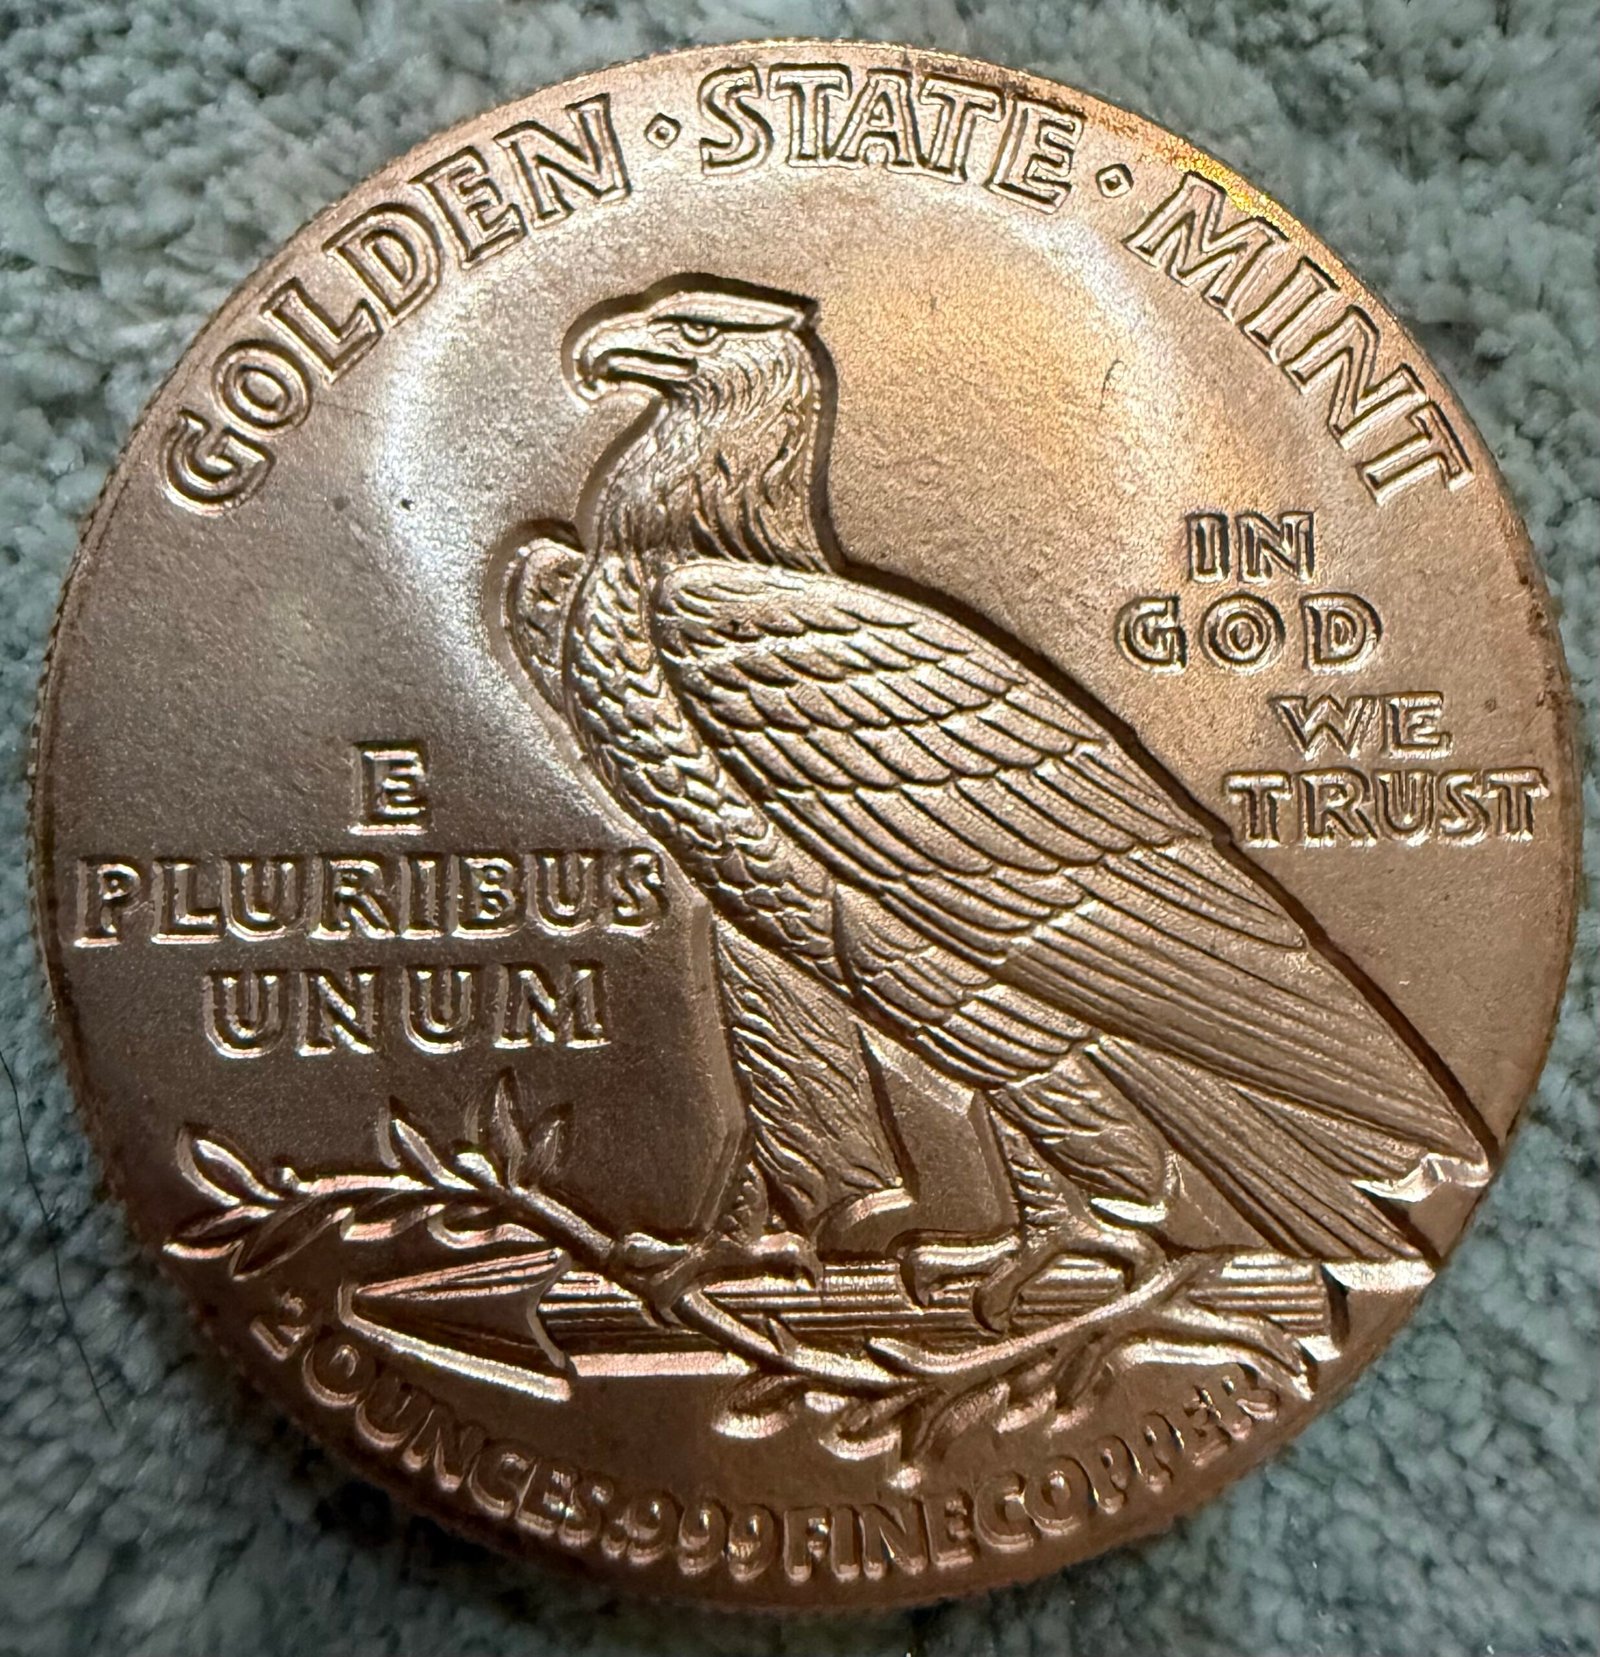 GOLDEN · STATE · MINT
IN
GOD
WE
TRUST
E
PLURIBUS
UNUM
2 OUNCES .999 FINE COPPER